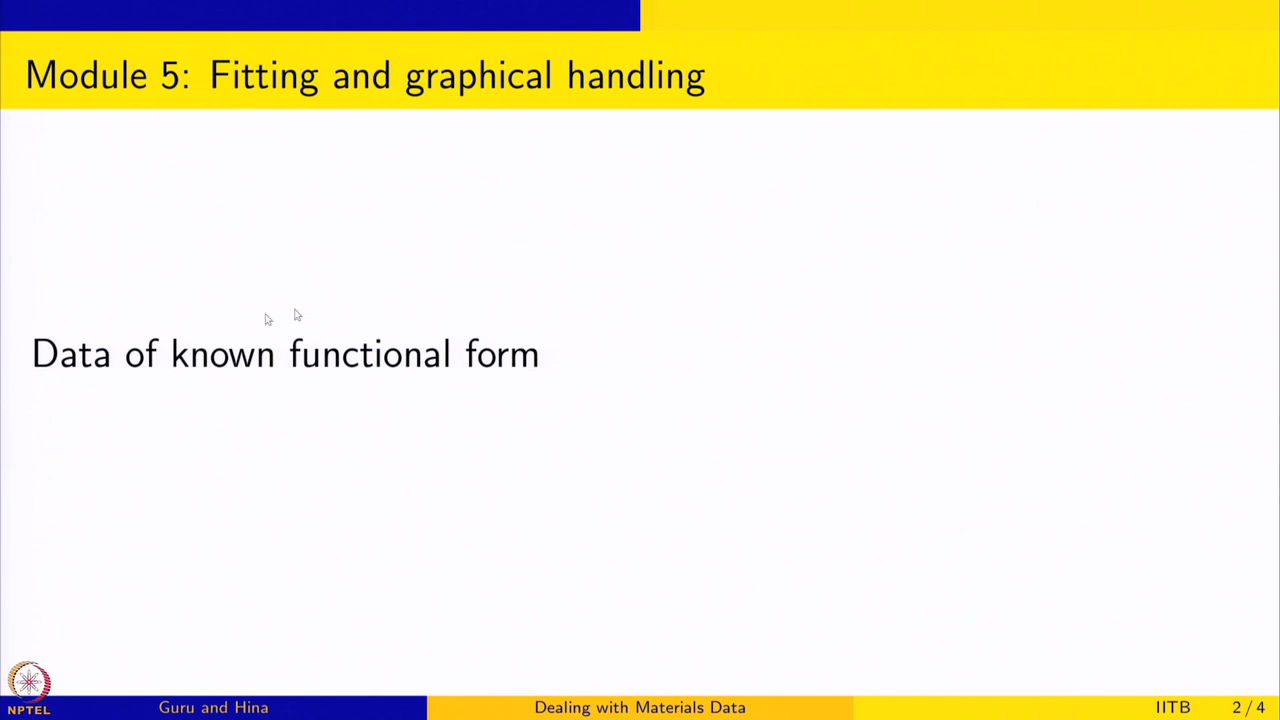 Module 5: Fitting and graphical handling
Data of known functional form
NPTEL
Guru and Hina
Dealing with Materials Data
IITB
2 / 4